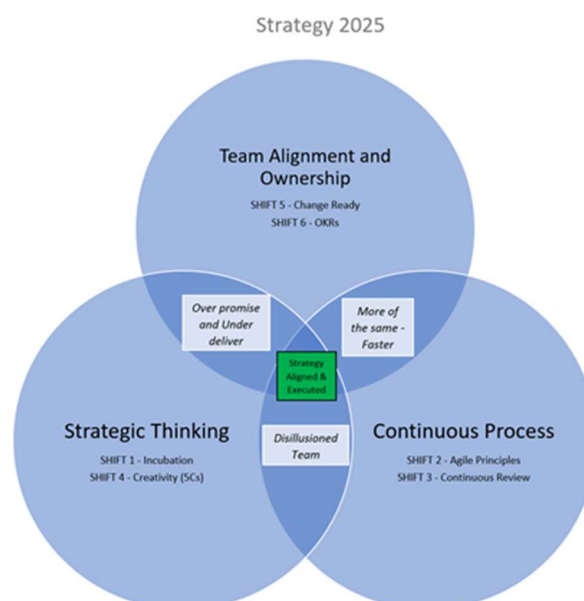 Strategy 2025
Team Alignment and
Ownership
SHIFT 5 - Change Ready
SHIFT 6 - OKRs
Over promise
and Under
deliver
More of
the same -
Faster
Strategy
Aligned &
Executed
Strategic Thinking
SHIFT 1 - Incubation
SHIFT 4 - Creativity (5Cs)
Disillusioned
Team
Continuous Process
SHIFT 2 - Agile Principles
SHIFT 3 - Continuous Review